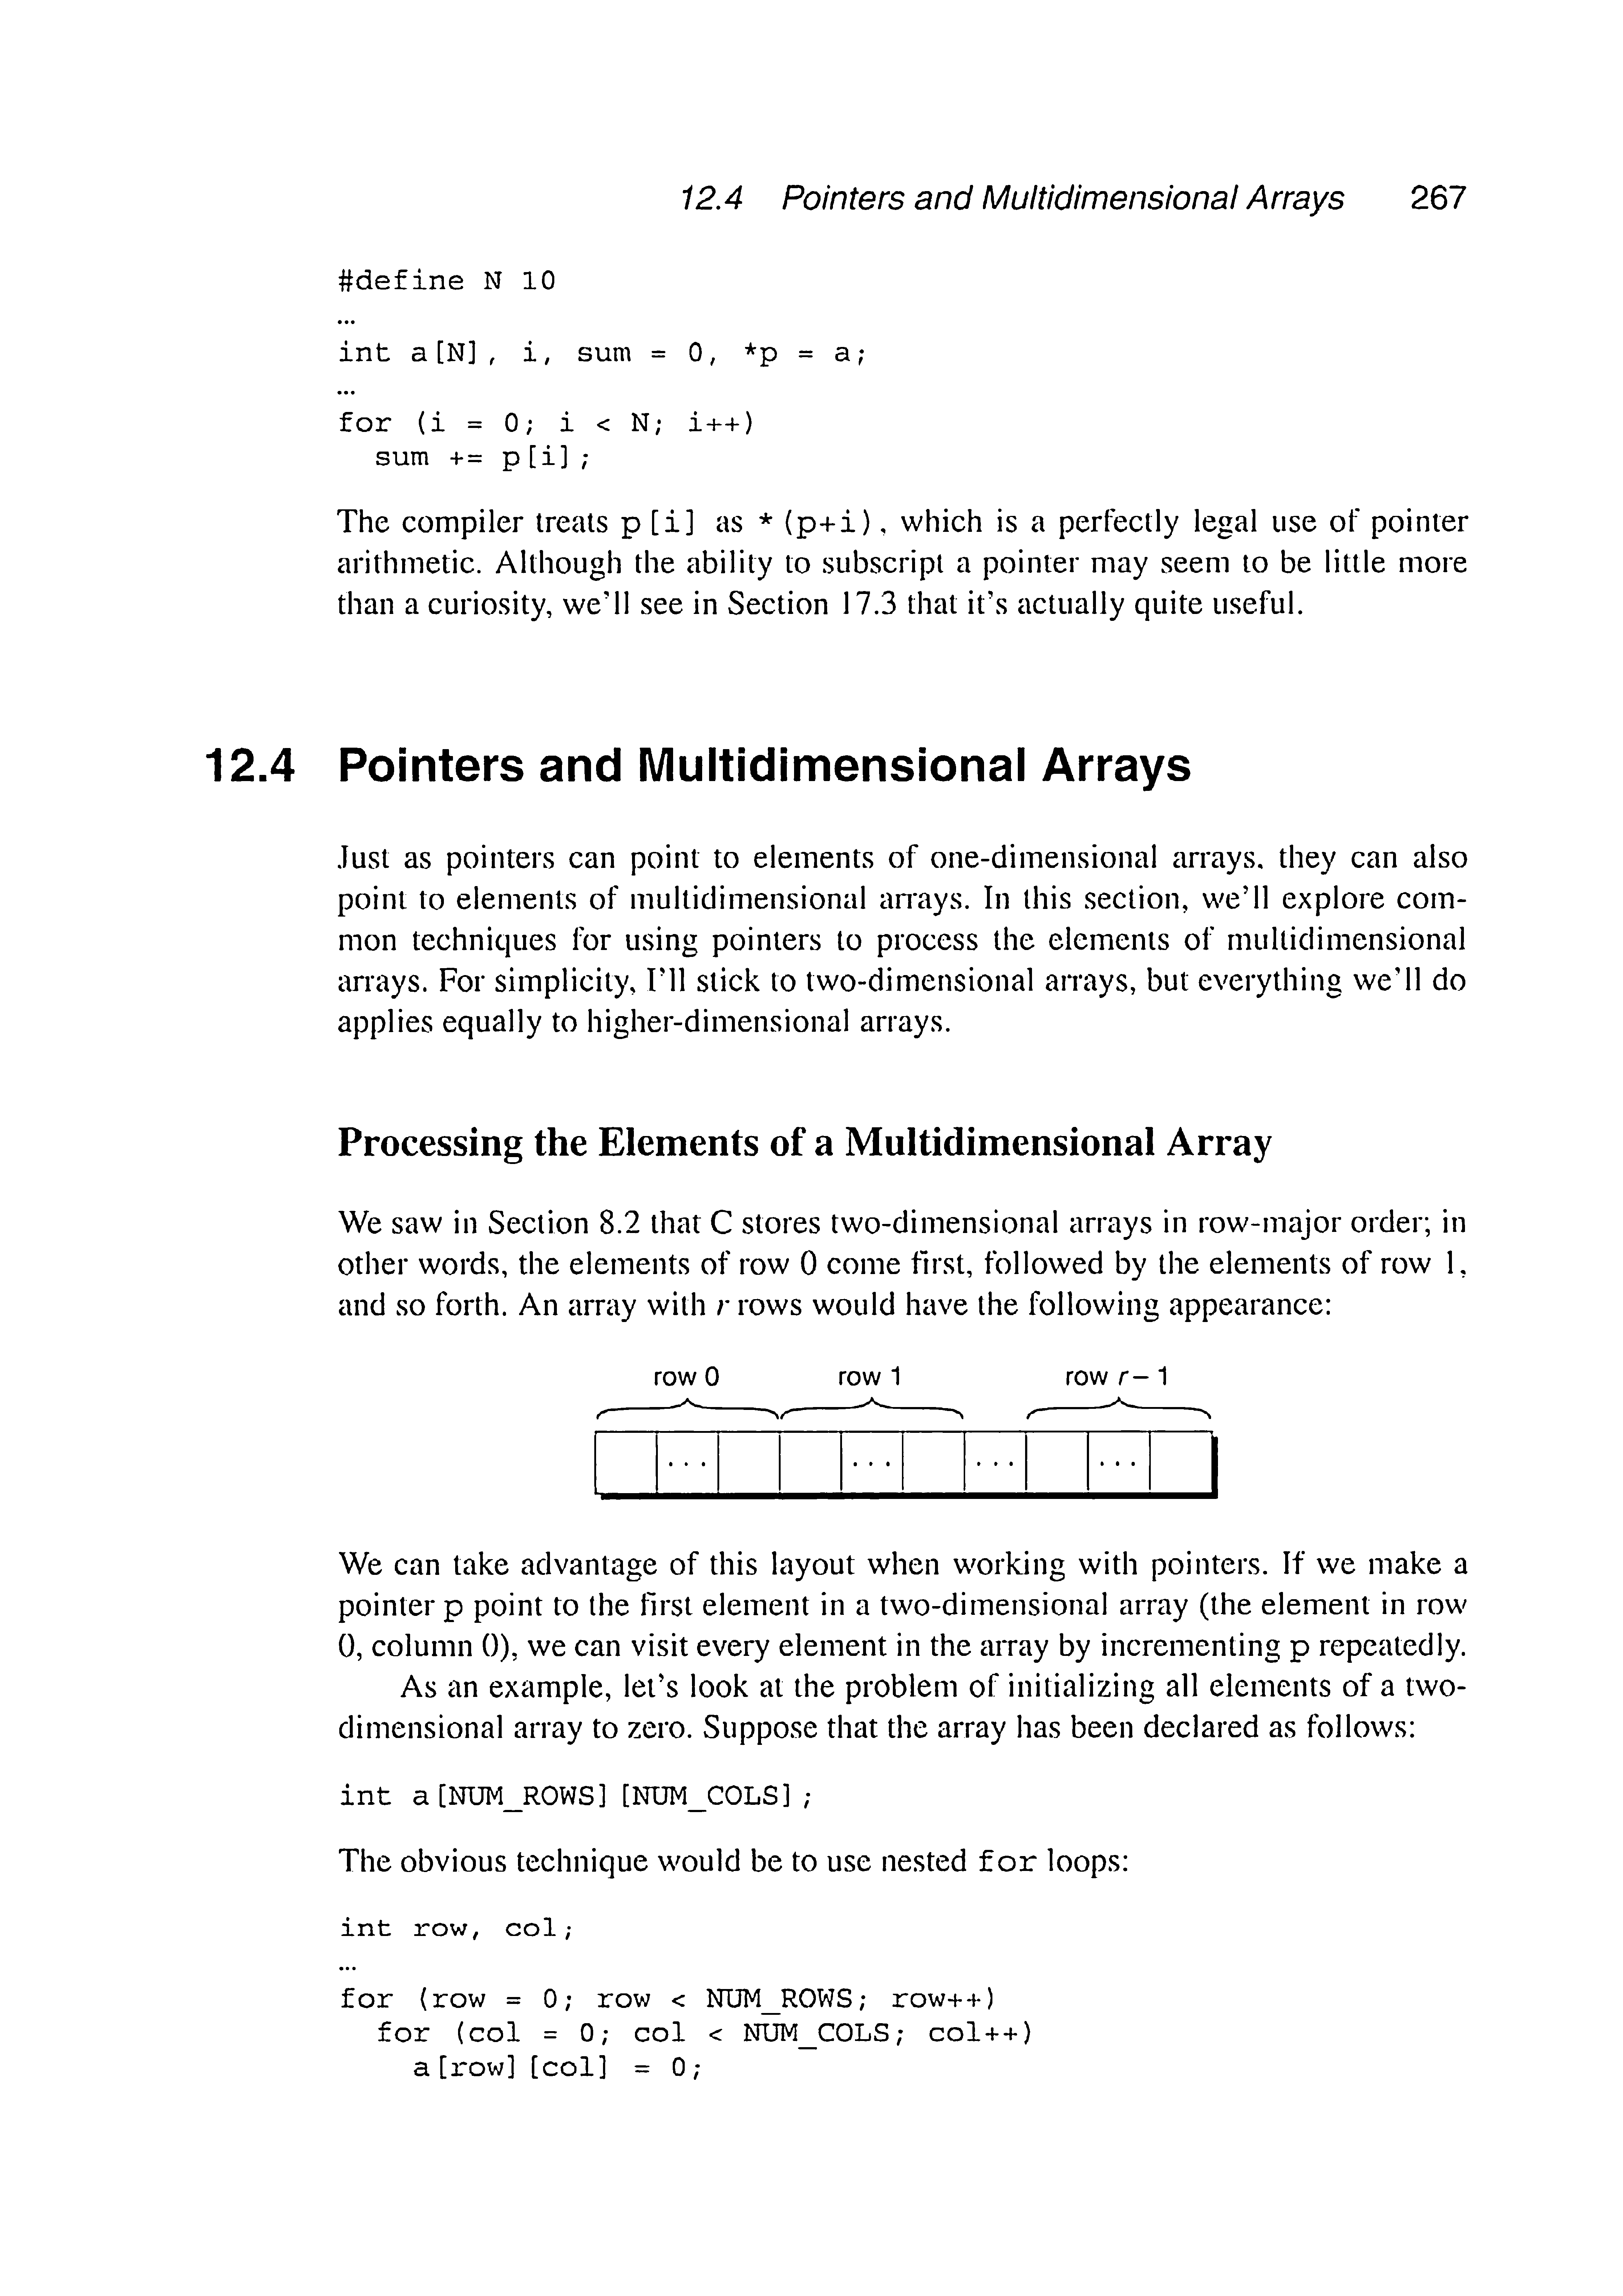 12.4 Pointers and Multidimensional Arrays 267
#define N 10
…
int a[N], i, sum = 0, *p = a;
…
for (i = 0; i < N; i++)
sum += p[i];
The compiler treats p[i] as *(p+i), which is a perfectly legal use of pointer
arithmetic. Although the ability to subscript a pointer may seem to be little more
than a curiosity, we'll see in Section 17.3 that it's actually quite useful.
12.4 Pointers and Multidimensional Arrays
Just as pointers can point to elements of one-dimensional arrays, they can also
point to elements of multidimensional arrays. In this section, we'll explore com-
mon techniques for using pointers to process the elements of multidimensional
arrays. For simplicity, I'll stick to two-dimensional arrays, but everything we'll do
applies equally to higher-dimensional arrays.
Processing the Elements of a Multidimensional Array
We saw in Section 8.2 that C stores two-dimensional arrays in row-major order; in
other words, the elements of row 0 come first, followed by the elements of row 1,
and so forth. An array with r rows would have the following appearance:
row 0 row 1 row r– 1
··· ··· ··· ···
We can take advantage of this layout when working with pointers. If we make a
pointer p point to the first element in a two-dimensional array (the element in row
0, column 0), we can visit every element in the array by incrementing p repeatedly.
As an example, let's look at the problem of initializing all elements of a two-
dimensional array to zero. Suppose that the array has been declared as follows:
int a[NUM_ROWS][NUM_COLS];
The obvious technique would be to use nested for loops:
int row, col;
…
for (row = 0; row < NUM_ROWS; row++)
for (col = 0; col < NUM_COLS; col++)
a[row][col] = 0;